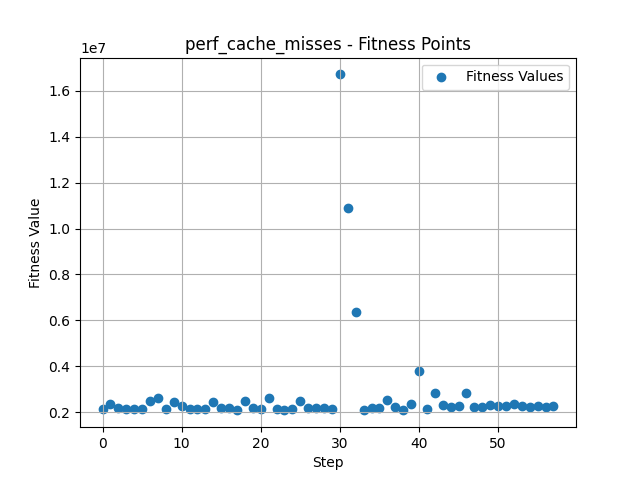 perf_cache_misses - Fitness Points
1e7
Fitness Values
1.6
1.4
1.2
1.0
0.8
0.6
0.4
0.2
Fitness Value
0 10 20 30 40 50
Step